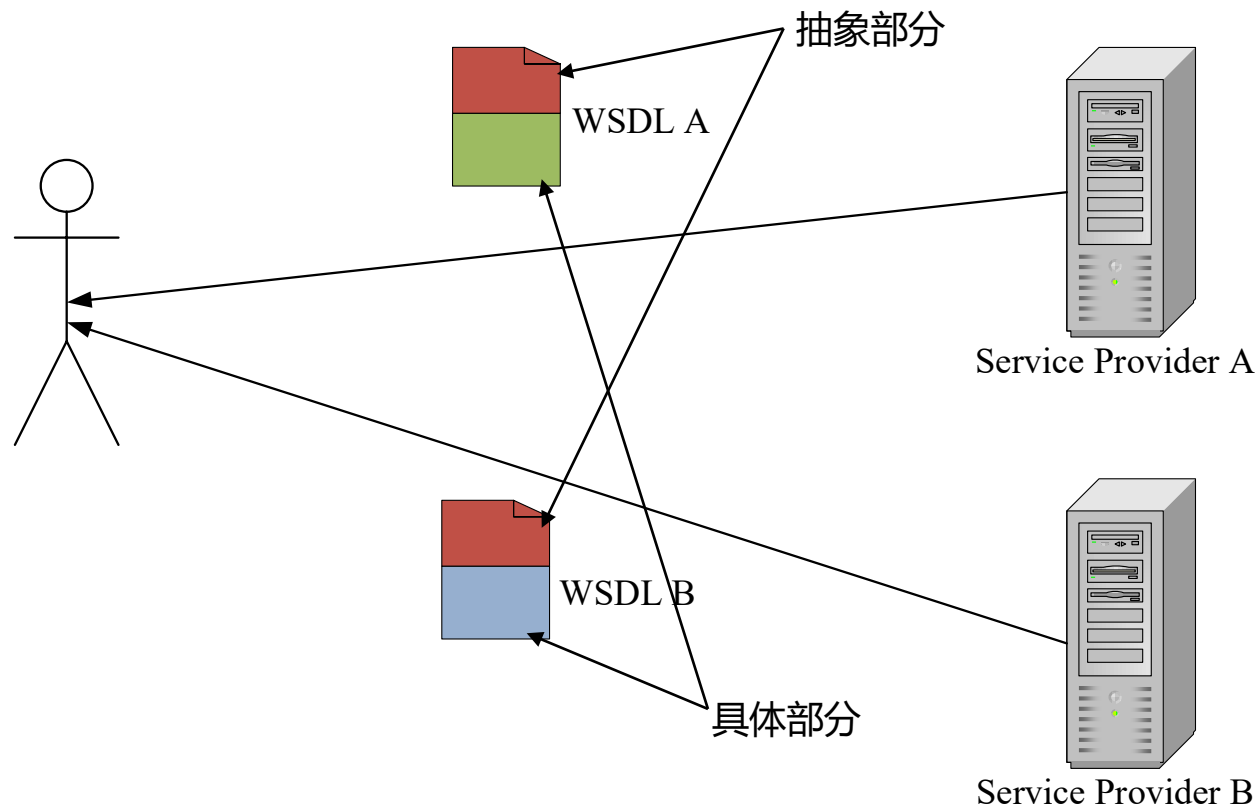 抽象部分
WSDL A
Service Provider A
WSDL B
具体部分
Service Provider B